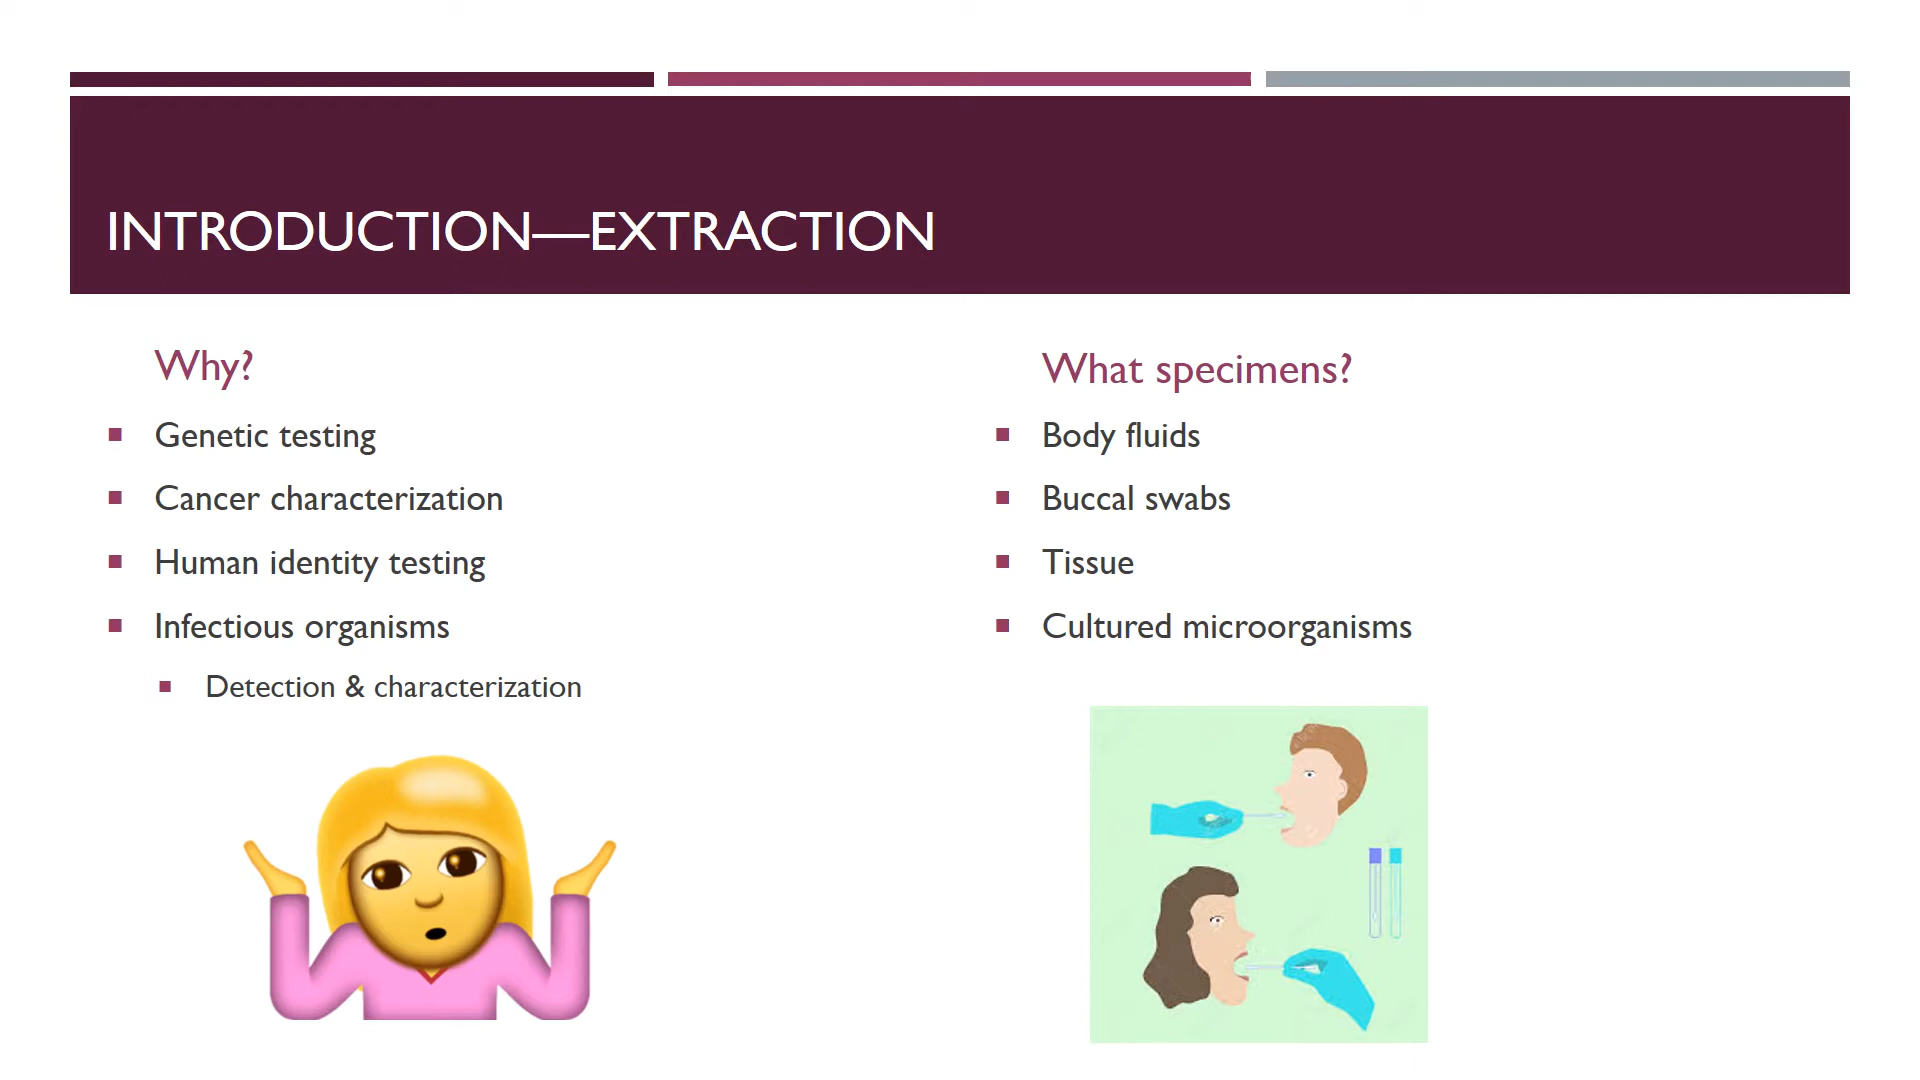 INTRODUCTION—EXTRACTION
Why?
Genetic testing
Cancer characterization
Human identity testing
Infectious organisms
Detection & characterization
What specimens?
Body fluids
Buccal swabs
Tissue
Cultured microorganisms